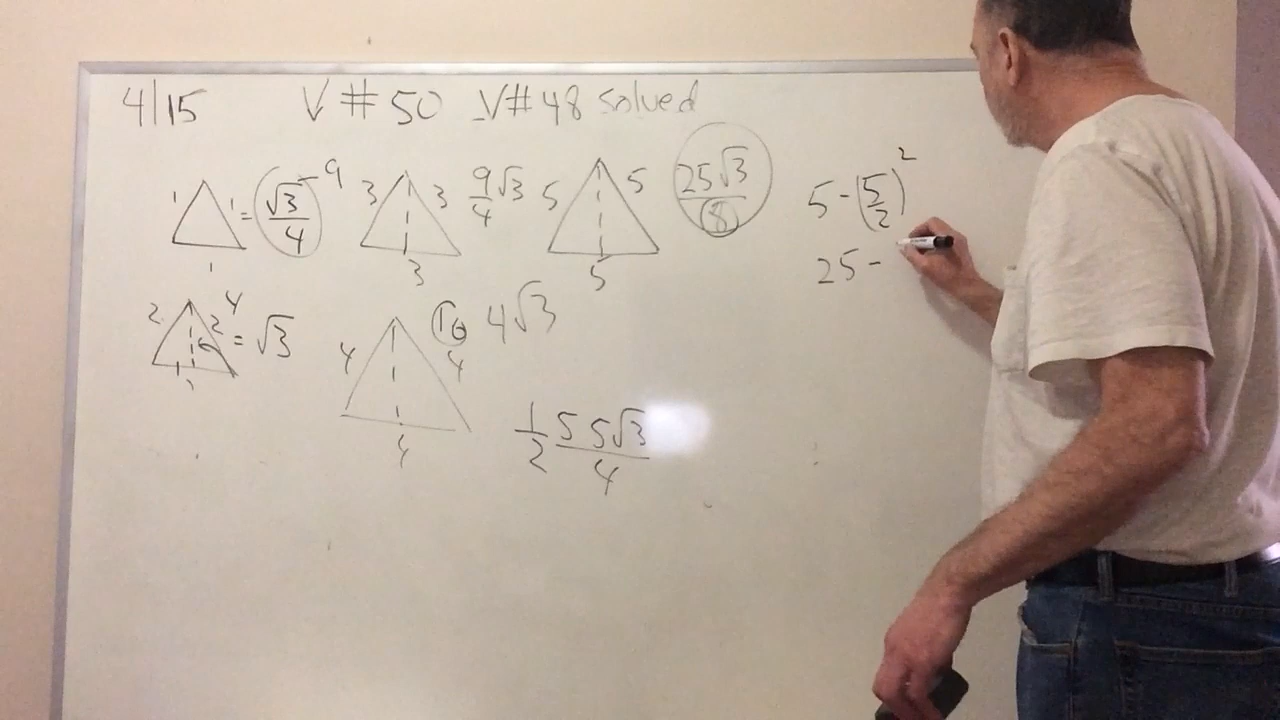 4/15 V # 50 V# 48 solved
1 1 = √3/4 9 3 3 9/4 √3 5 5 25√3/8 5 - (5/2)²
1 3 5 25 -
2 2 4 = √3 4 4 16 4√3
4
1/2 5 5√3/4